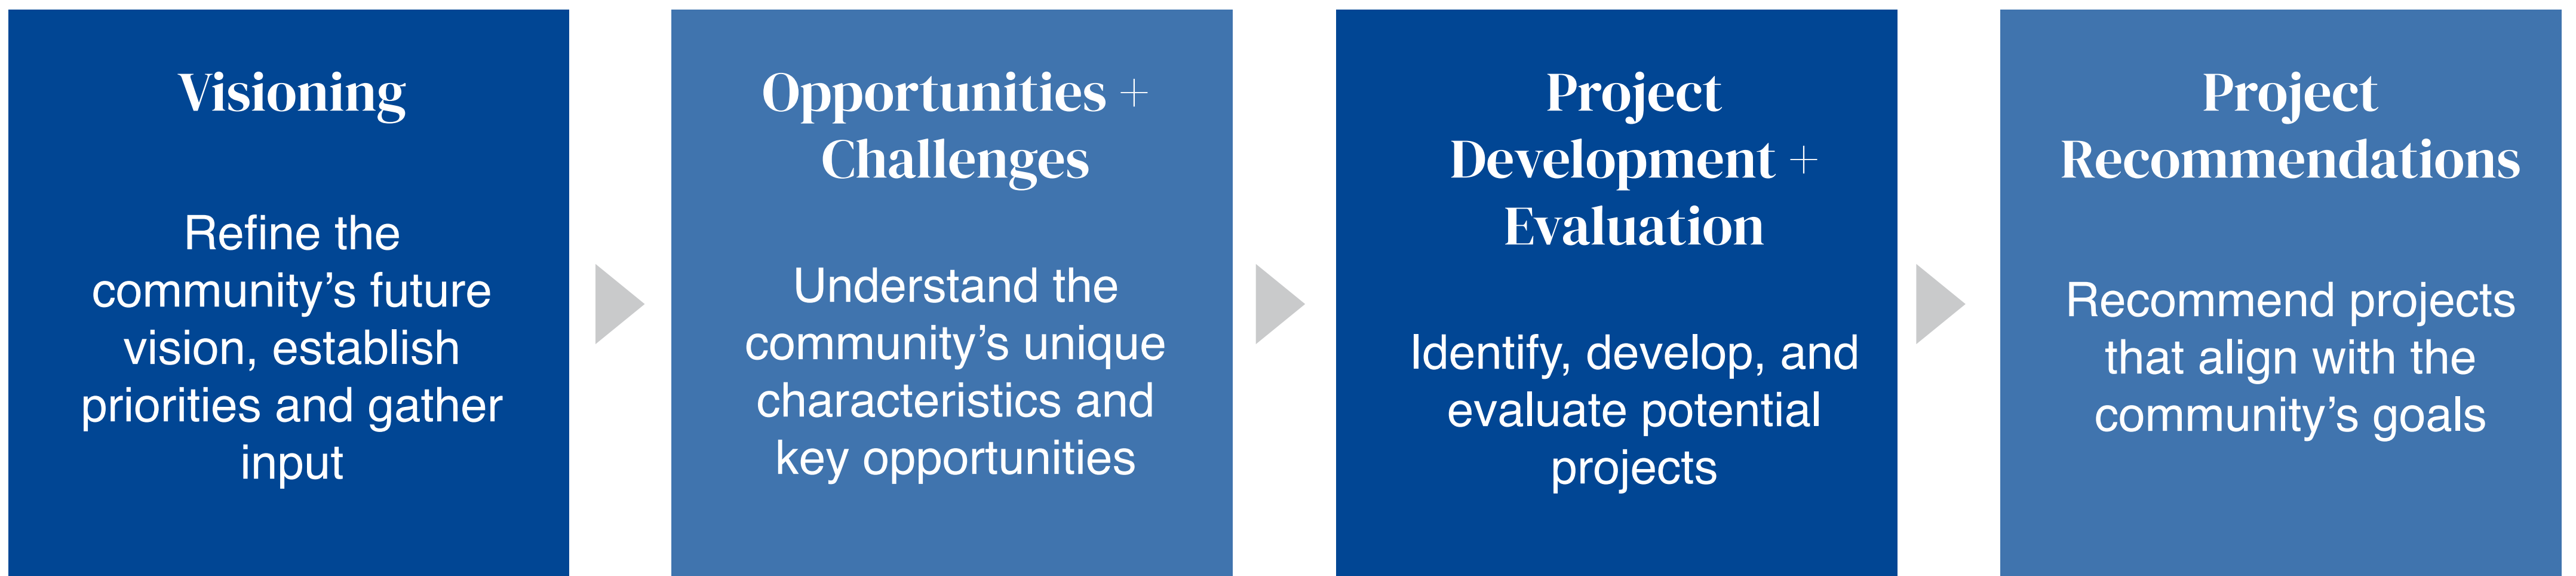 Visioning
Refine the
community’s future
vision, establish
priorities and gather
input
Opportunities +
Challenges
Understand the
community’s unique
characteristics and
key opportunities
Project
Development +
Evaluation
Identify, develop, and
evaluate potential
projects
Project
Recommendations
Recommend projects
that align with the
community’s goals